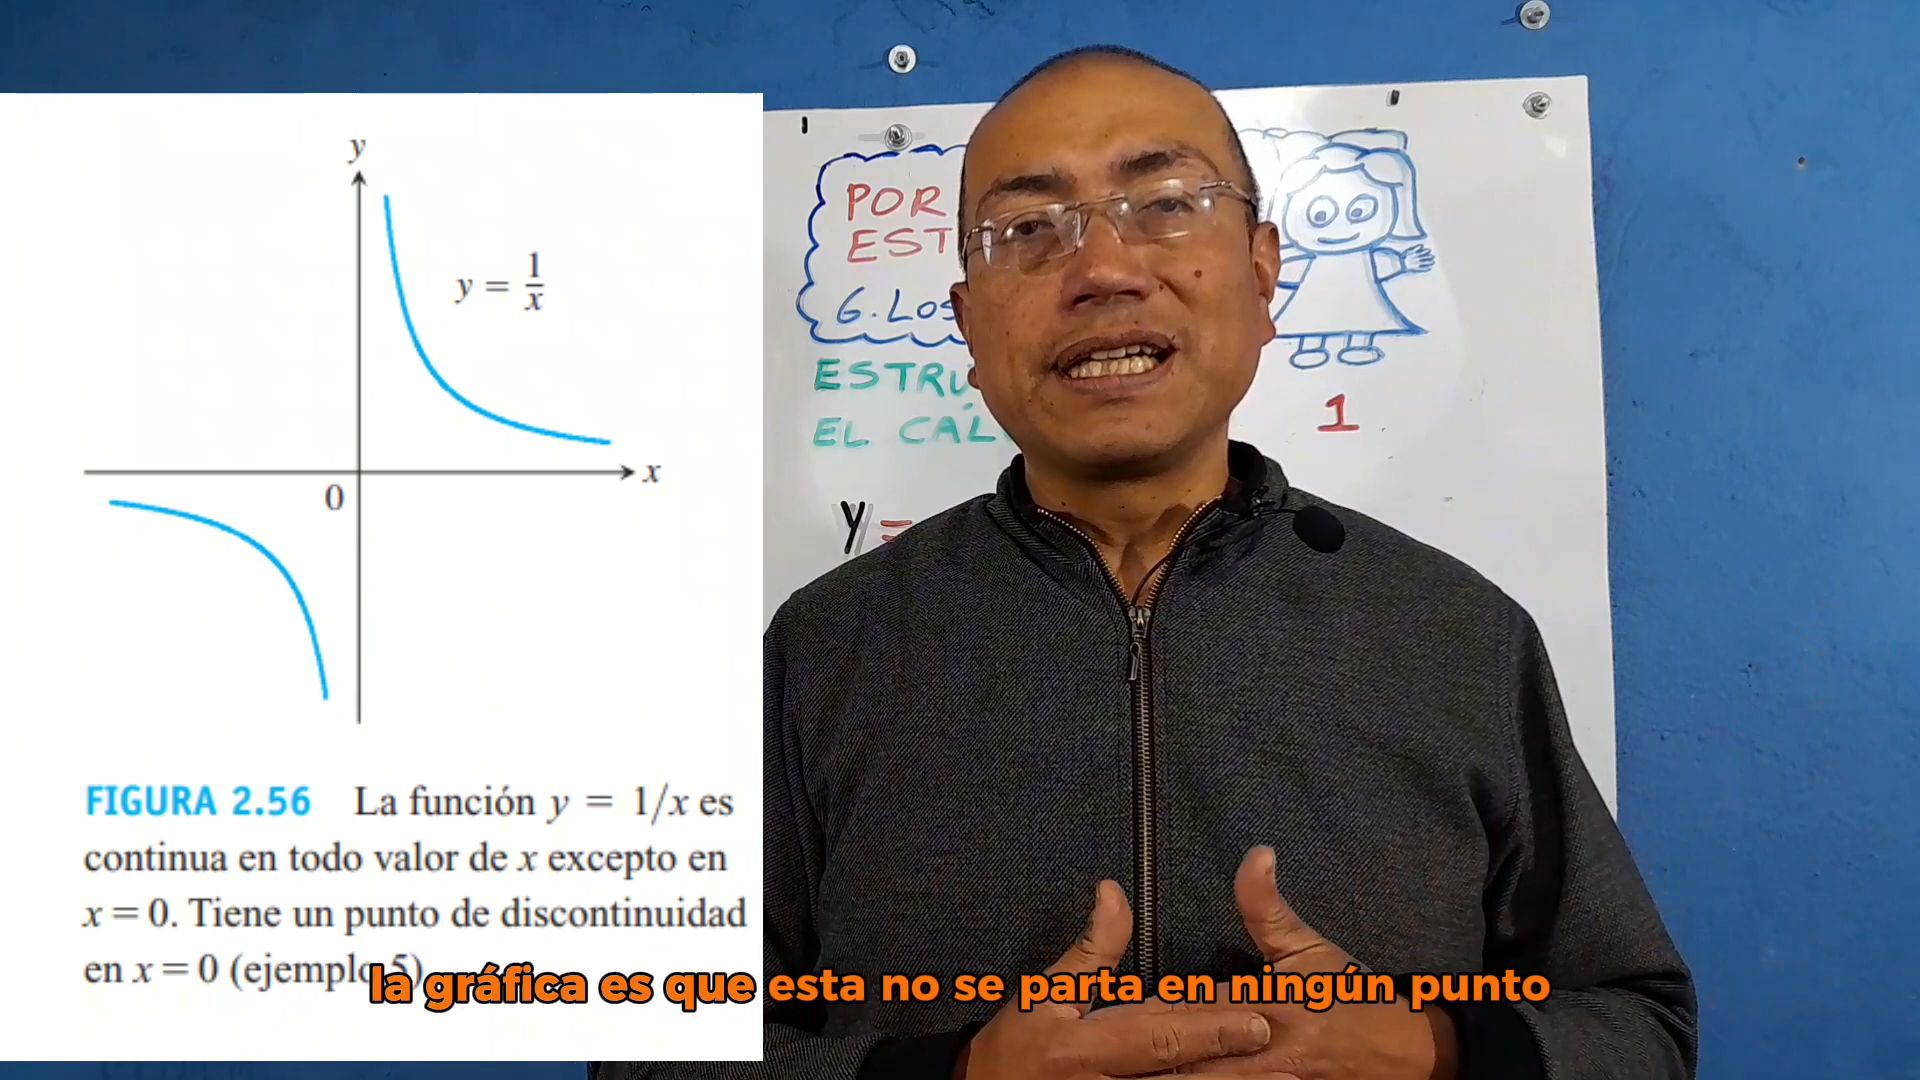 y
y = 1/x
x
0
FIGURA 2.56 La función y = 1/x es
continua en todo valor de x excepto en
x = 0. Tiene un punto de discontinuidad
en x = 0 (ejemplo 5)
POR
EST
6. Los
ESTRU
EL CÁL
1
y =
la gráfica es que esta no se parta en ningún punto